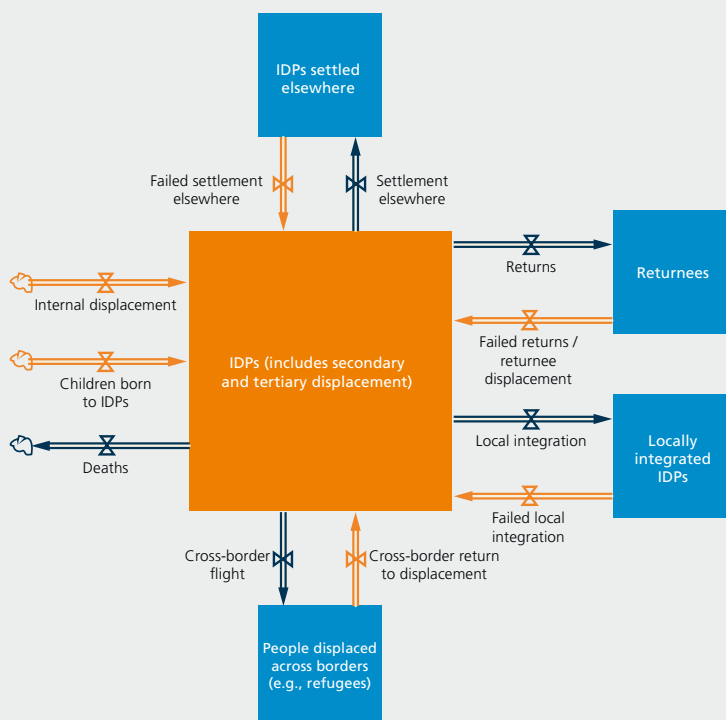 IDPs settled
elsewhere
Failed settlement
elsewhere
Settlement
elsewhere
Internal displacement
Children born
to IDPs
Deaths
IDPs (includes secondary
and tertiary displacement)
Returns
Returnees
Failed returns /
returnee
displacement
Local integration
Locally
integrated
IDPs
Failed local
integration
Cross-border
flight
Cross-border return
to displacement
People displaced
across borders
(e.g., refugees)